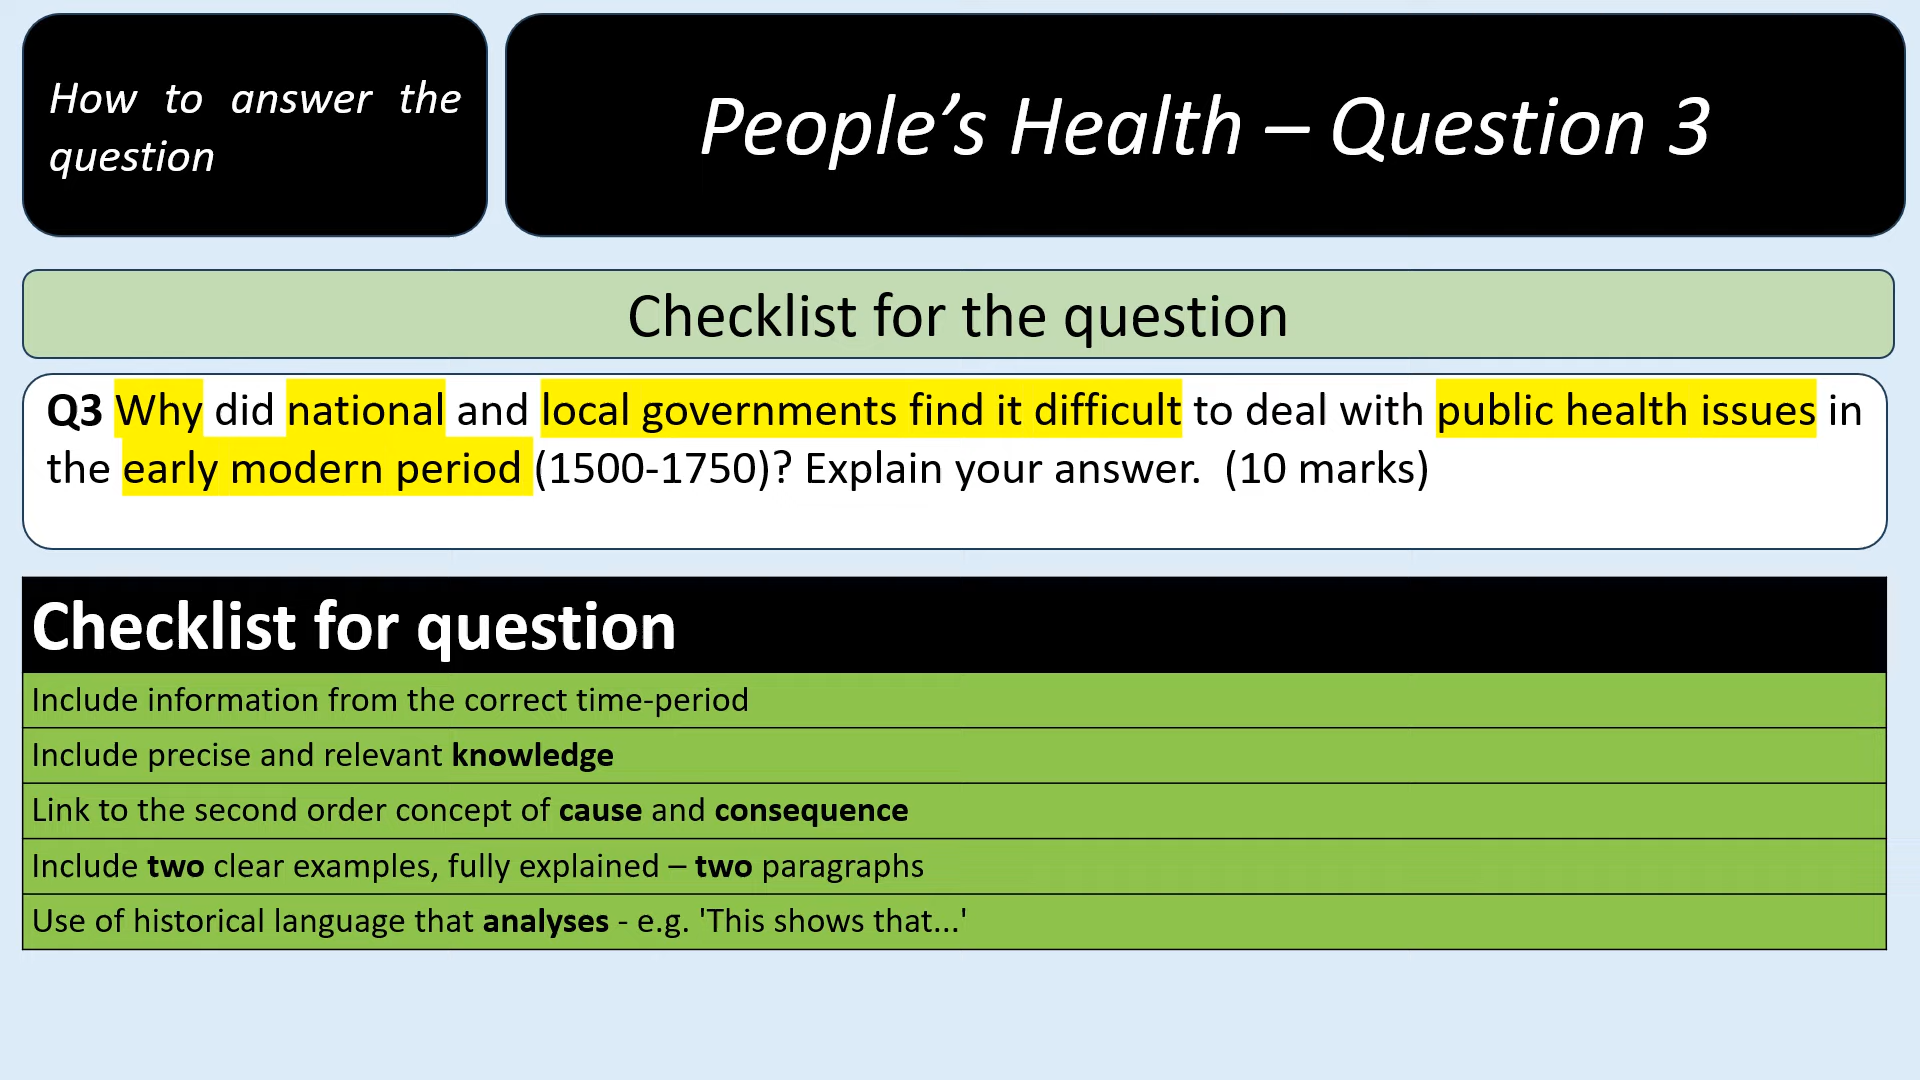 How to answer the
question
People’s Health – Question 3
Checklist for the question
Q3 Why did national and local governments find it difficult to deal with public health issues in
the early modern period (1500-1750)? Explain your answer.  (10 marks)
Checklist for question
Include information from the correct time-period
Include precise and relevant knowledge
Link to the second order concept of cause and consequence
Include two clear examples, fully explained – two paragraphs
Use of historical language that analyses - e.g. 'This shows that...'